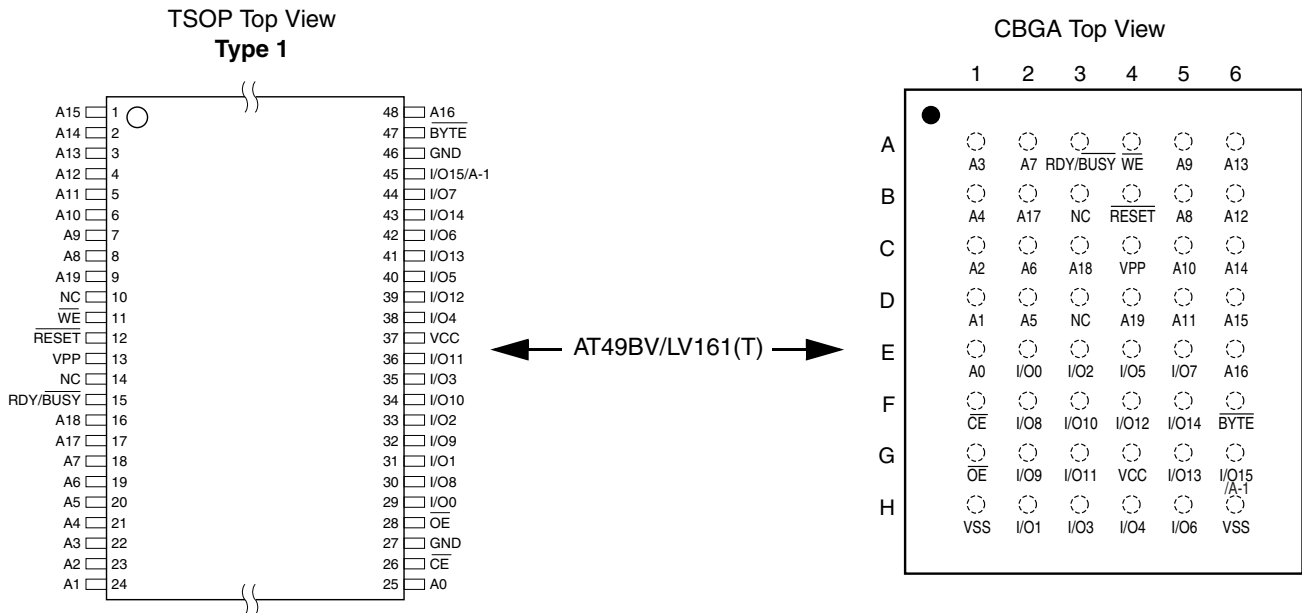 TSOP Top View
Type 1
A15 1 48 A16
A14 2 47 BYTE
A13 3 46 GND
A12 4 45 I/O15/A-1
A11 5 44 I/O7
A10 6 43 I/O14
A9 7 42 I/O6
A8 8 41 I/O13
A19 9 40 I/O5
NC 10 39 I/O12
WE 11 38 I/O4
RESET 12 37 VCC
VPP 13 36 I/O11
NC 14 35 I/O3
RDY/BUSY 15 34 I/O10
A18 16 33 I/O2
A17 17 32 I/O9
A7 18 31 I/O1
A6 19 30 I/O8
A5 20 29 I/O0
A4 21 28 OE
A3 22 27 GND
A2 23 26 CE
A1 24 25 A0
AT49BV/LV161(T)
CBGA Top View
1 2 3 4 5 6
A
A3 A7 RDY/BUSY WE A9 A13
B
A4 A17 NC RESET A8 A12
C
A2 A6 A18 VPP A10 A14
D
A1 A5 NC A19 A11 A15
E
A0 I/O0 I/O2 I/O5 I/O7 A16
F
CE I/O8 I/O10 I/O12 I/O14 BYTE
G
OE I/O9 I/O11 VCC I/O13 I/O15
/A-1
H
VSS I/O1 I/O3 I/O4 I/O6 VSS